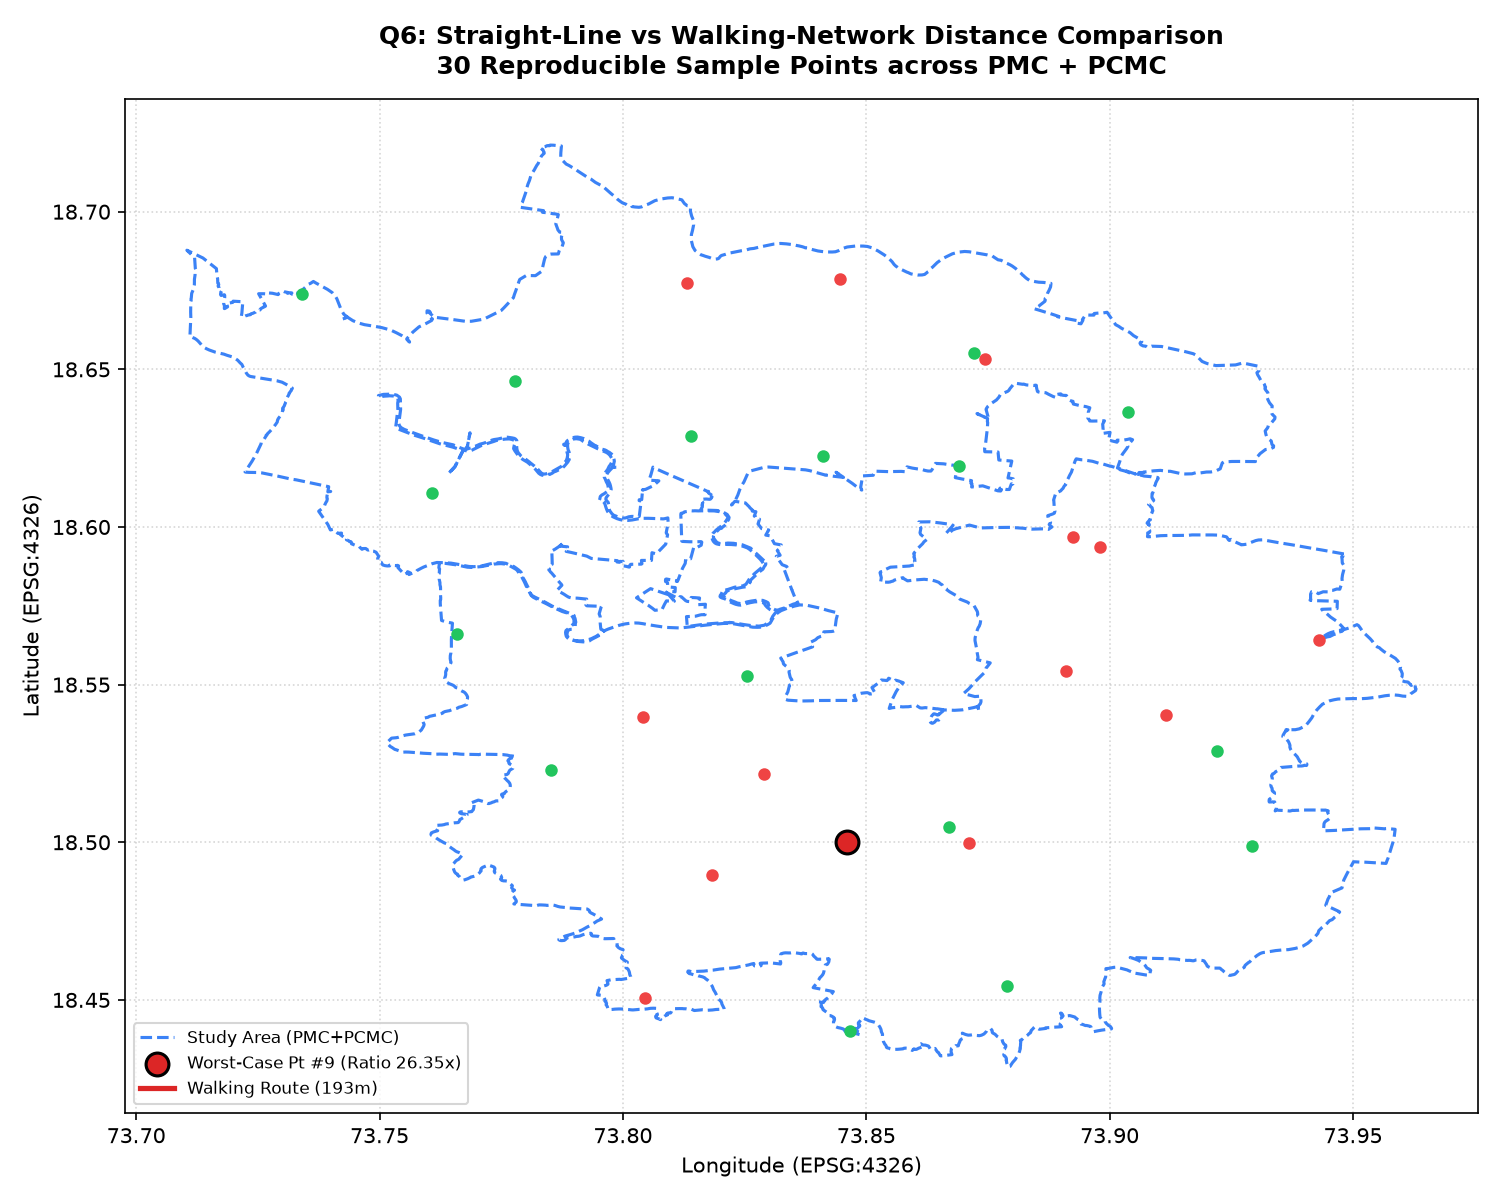 Q6: Straight-Line vs Walking-Network Distance Comparison
30 Reproducible Sample Points across PMC + PCMC
18.70
18.65
18.60
18.55
18.50
18.45
Latitude (EPSG:4326)
Study Area (PMC+PCMC)
Worst-Case Pt #9 (Ratio 26.35x)
Walking Route (193m)
73.70
73.75
73.80
73.85
73.90
73.95
Longitude (EPSG:4326)